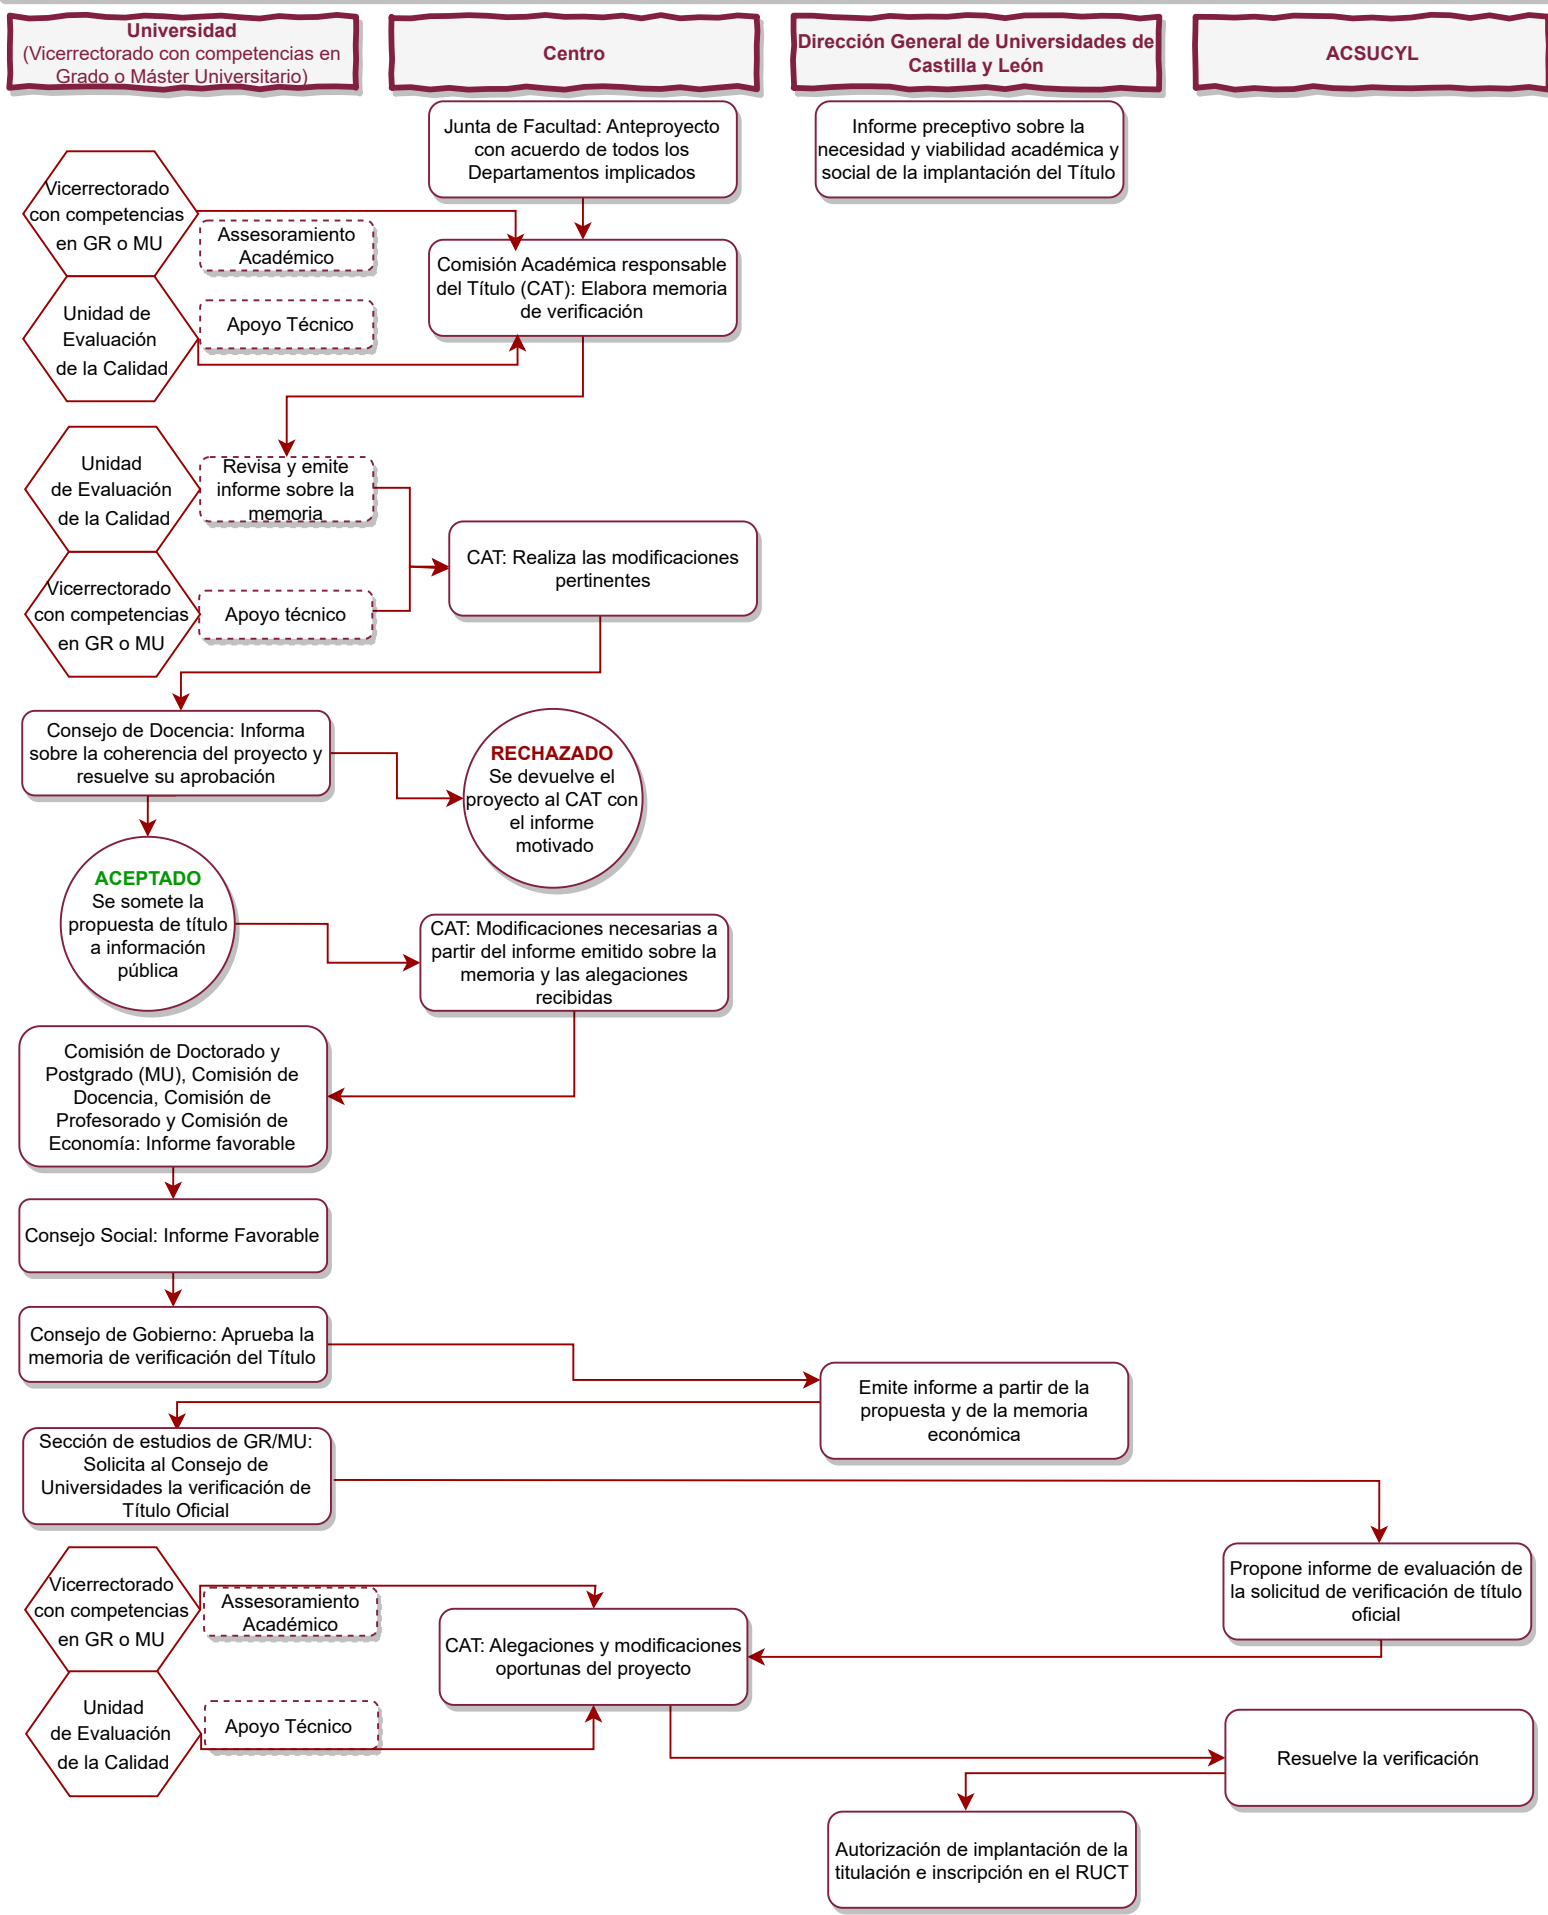 Universidad
(Vicerrectorado con competencias en
Grado o Máster Universitario)
Centro
Dirección General de Universidades de
Castilla y León
ACSUCYL
Junta de Facultad: Anteproyecto
con acuerdo de todos los
Departamentos implicados
Informe preceptivo sobre la
necesidad y viabilidad académica y
social de la implantación del Título
Vicerrectorado
con competencias
en GR o MU
Assesoramiento
Académico
Comisión Académica responsable
del Título (CAT): Elabora memoria
de verificación
Unidad de
Evaluación
de la Calidad
Apoyo Técnico
Unidad
de Evaluación
de la Calidad
Revisa y emite
informe sobre la
memoria
CAT: Realiza las modificaciones
pertinentes
Vicerrectorado
con competencias
en GR o MU
Apoyo técnico
Consejo de Docencia: Informa
sobre la coherencia del proyecto y
resuelve su aprobación
RECHAZADO
Se devuelve el
proyecto al CAT con
el informe
motivado
ACEPTADO
Se somete la
propuesta de título
a información
pública
CAT: Modificaciones necesarias a
partir del informe emitido sobre la
memoria y las alegaciones
recibidas
Comisión de Doctorado y
Postgrado (MU), Comisión de
Docencia, Comisión de
Profesorado y Comisión de
Economía: Informe favorable
Consejo Social: Informe Favorable
Consejo de Gobierno: Aprueba la
memoria de verificación del Título
Emite informe a partir de la
propuesta y de la memoria
económica
Sección de estudios de GR/MU:
Solicita al Consejo de
Universidades la verificación de
Título Oficial
Propone informe de evaluación de
la solicitud de verificación de título
oficial
Vicerrectorado
con competencias
en GR o MU
Assesoramiento
Académico
CAT: Alegaciones y modificaciones
oportunas del proyecto
Unidad
de Evaluación
de la Calidad
Apoyo Técnico
Resuelve la verificación
Autorización de implantación de la
titulación e inscripción en el RUCT